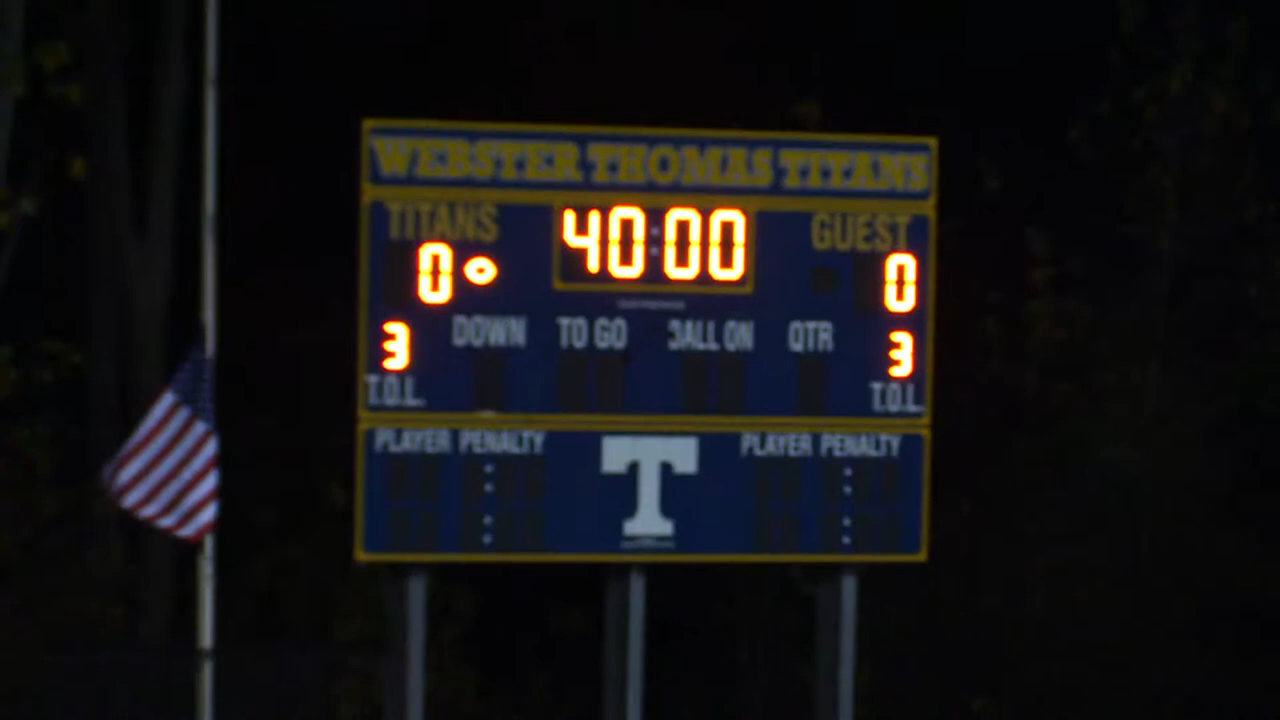 WEBSTER THOMAS TITANS
TITANS 40:00 GUEST
0 0
3 DOWN TO GO BALL ON QTR 3
T.O.L. T.O.L.
PLAYER PENALTY T PLAYER PENALTY